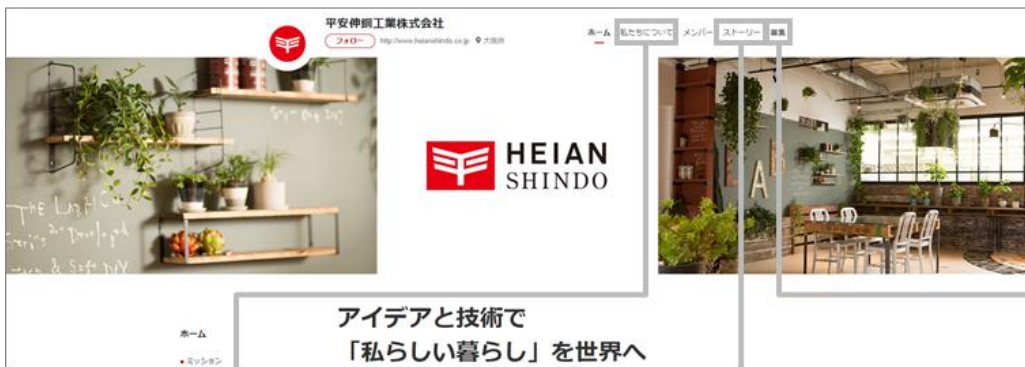 平安伸銅工業株式会社
フォロー http://www.heianshindo.co.jp 大阪府
ホーム 私たちについて メンバー ストーリー 募集
HEIAN
SHINDO
THE
LAB
アイデアと技術で
「私らしい暮らし」を世界へ
ホーム
ミッション